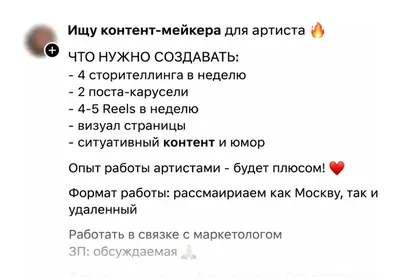 Ищу контент-мейкера для артиста 🔥
ЧТО НУЖНО СОЗДАВАТЬ:
- 4 сторителлинга в неделю
- 2 поста-карусели
- 4-5 Reels в неделю
- визуал страницы
- ситуативный контент и юмор
Опыт работы артистами - будет плюсом! ❤️
Формат работы: рассмаириаем как Москву, так и
удаленный
Работать в связке с маркетологом
ЗП: обсуждаемая 🙏🏻